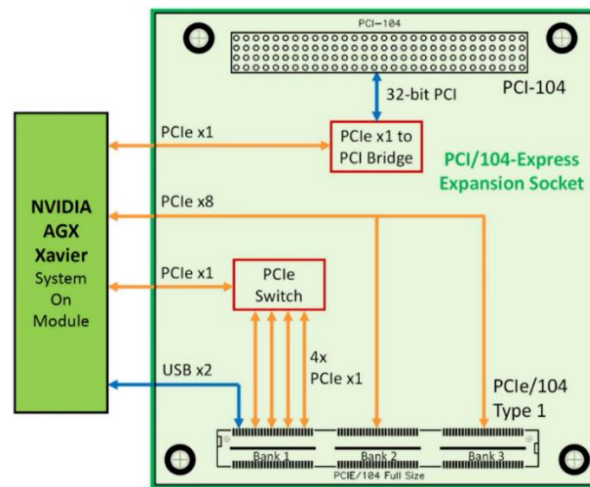 PCI-104
32-bit PCI
PCI-104
PCIe x1
PCIe x1 to
PCI Bridge
PCI/104-Express
Expansion Socket
NVIDIA
AGX
Xavier
System
On
Module
PCIe x8
PCIe x1
PCIe
Switch
4x
PCIe x1
USB x2
PCIe/104
Type 1
Bank 1
Bank 2
Bank 3
PCIE/104 Full Size